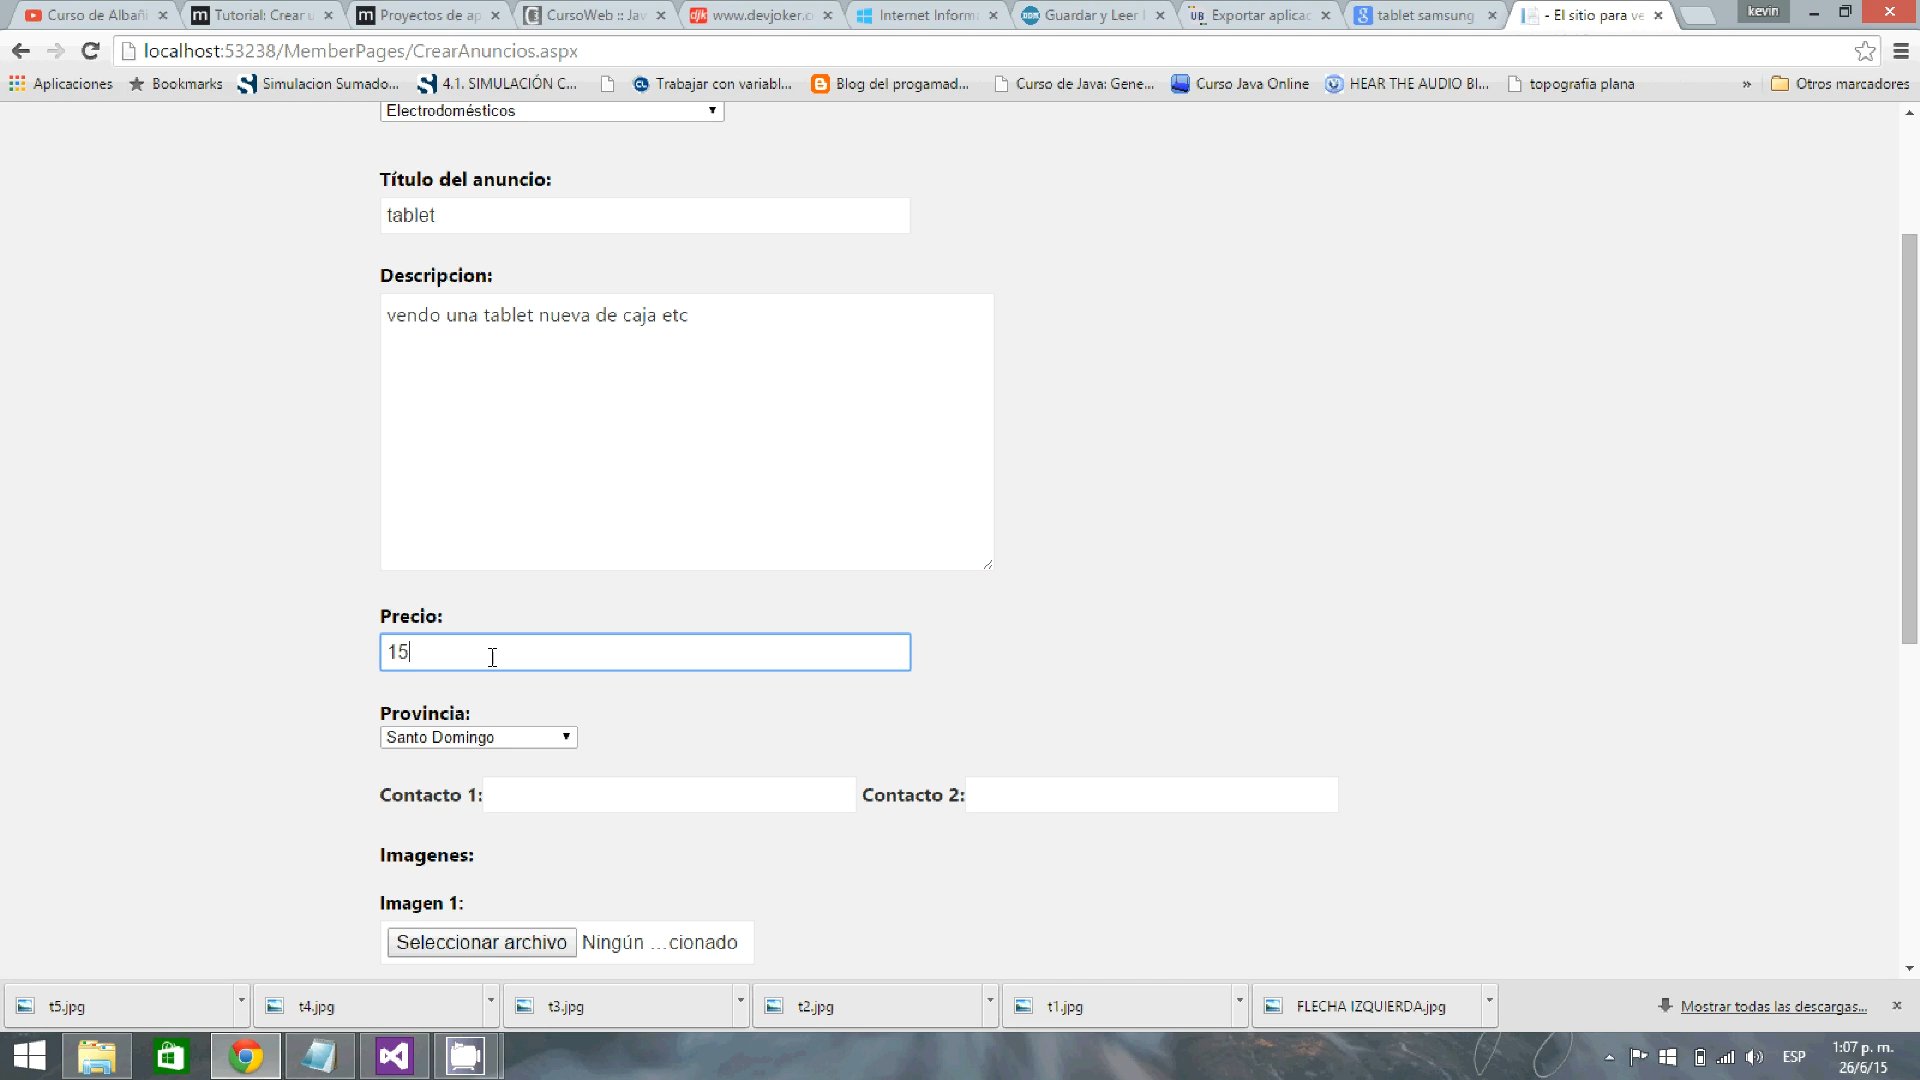 Curso de Albañi
Tutorial: Crear u
Proyectos de ap
CursoWeb :: Jav
www.devjoker.c
Internet Inform
Guardar y Leer
Exportar aplicac
tablet samsung
- El sitio para ve
kevin
localhost:53238/MemberPages/CrearAnuncios.aspx
Aplicaciones
Bookmarks
Simulacion Sumado...
4.1. SIMULACIÓN C...
Trabajar con variabl...
Blog del progamad...
Curso de Java: Gene...
Curso Java Online
HEAR THE AUDIO BI...
topografia plana
»
Otros marcadores
Electrodomésticos
Título del anuncio:
tablet
Descripcion:
vendo una tablet nueva de caja etc
Precio:
15
Provincia:
Santo Domingo
Contacto 1: Contacto 2:
Imagenes:
Imagen 1:
Seleccionar archivo Ningún ...cionado
t5.jpg
t4.jpg
t3.jpg
t2.jpg
t1.jpg
FLECHA IZQUIERDA.jpg
Mostrar todas las descargas...
ESP
1:07 p. m.
26/6/15